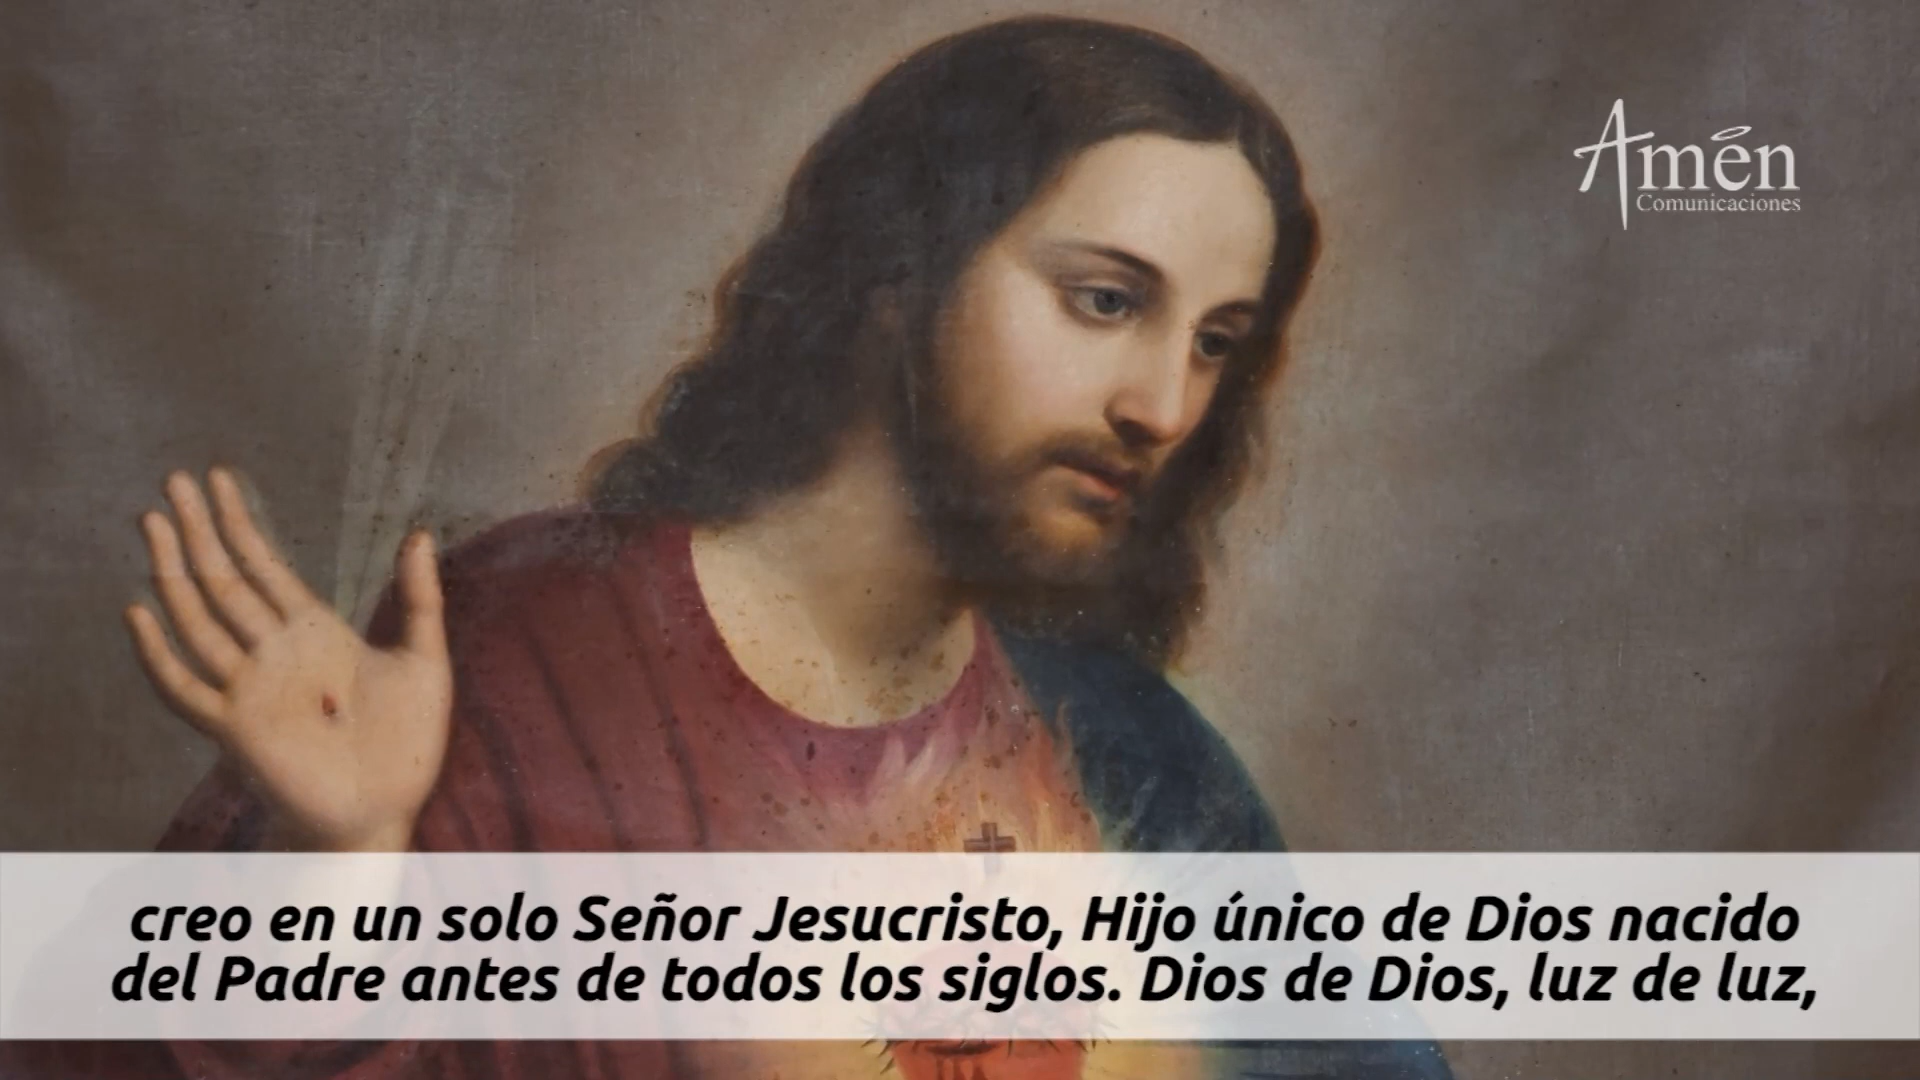 Amén
Comunicaciones
creo en un solo Señor Jesucristo, Hijo único de Dios nacido
del Padre antes de todos los siglos. Dios de Dios, luz de luz,